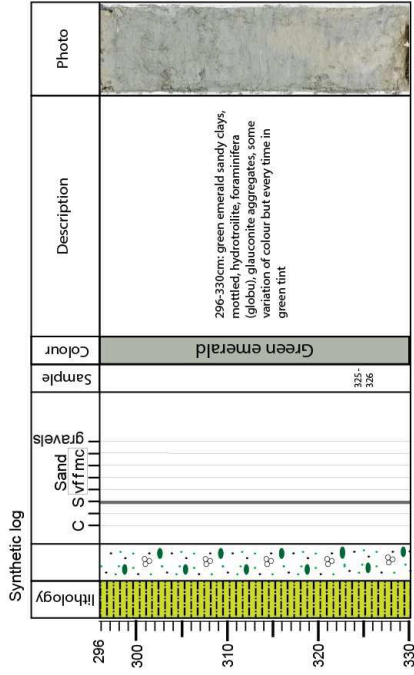 Synthetic log
lithology
C S vf f m c
Sand
gravels
Sample
Colour
Description
Photo
296
300
310
320
330
325-
326
Green emerald
296-330cm: green emerald sandy clays,
mottled, hydrotroilite, foraminifera
(globu), glauconite aggregates, some
variation of colour but every time in
green tint